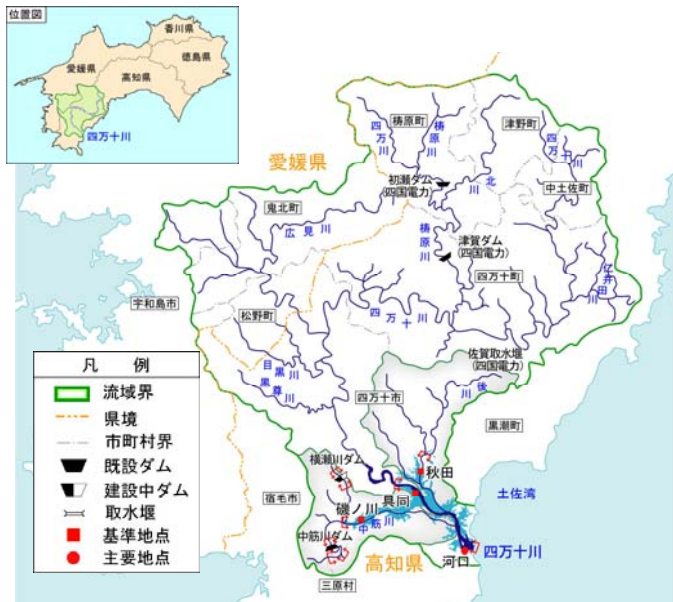 位置図
香川県
愛媛県
徳島県
高知県
四万十川
愛媛県
梼原町
津野町
四万川
梼原川
四万十川
初瀬ダム
(四国電力)
北川
中土佐町
鬼北町
広見川
梼原川
津賀ダム
(四国電力)
四万十町
仁井田川
宇和島市
松野町
四万十川
佐賀取水堰
(四国電力)
目黒川
黒尊川
四万十市
後川
黒潮町
凡 例
流域界
県境
市町村界
既設ダム
建設中ダム
取水堰
基準地点
主要地点
横瀬川ダム
秋田
宿毛市
具同
磯ノ川
中筋川
中筋川ダム
土佐湾
四万十川
高知県
河口
三原村